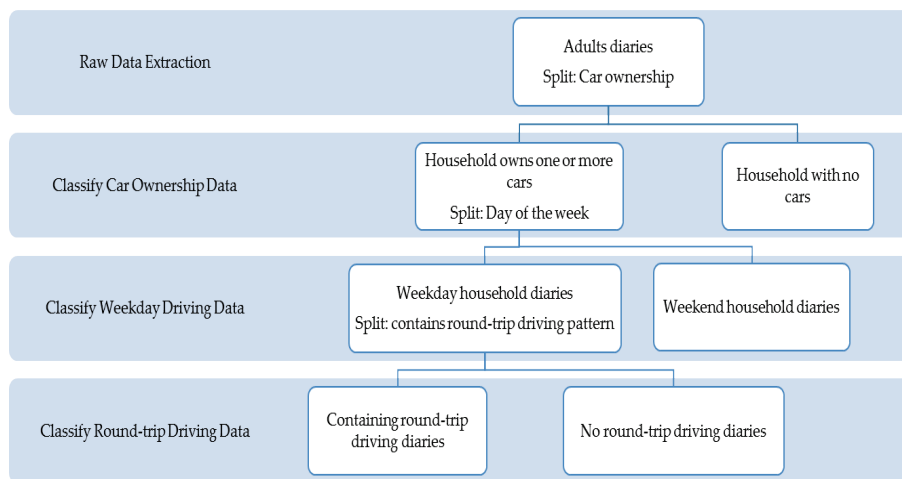 Raw Data Extraction
Adults diaries
Split: Car ownership
Classify Car Ownership Data
Household owns one or more
cars
Split: Day of the week
Household with no
cars
Classify Weekday Driving Data
Weekday household diaries
Split: contains round-trip driving pattern
Weekend household diaries
Classify Round-trip Driving Data
Containing round-trip
driving diaries
No round-trip driving diaries